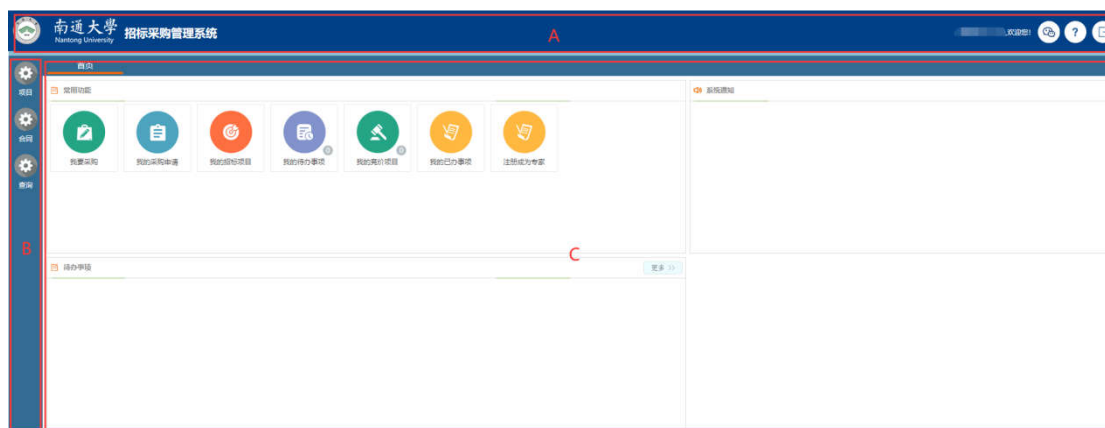 南通大學 招标采购管理系统
Nantong University
A
,欢迎您!
?
首页
项目
合同
查询
B
常用功能
系统通知
我要采购
我的采购申请
我的招标项目
我的待办事项
0
我的竞价项目
0
我的已办事项
注册成为专家
C
待办事项
更多 >>